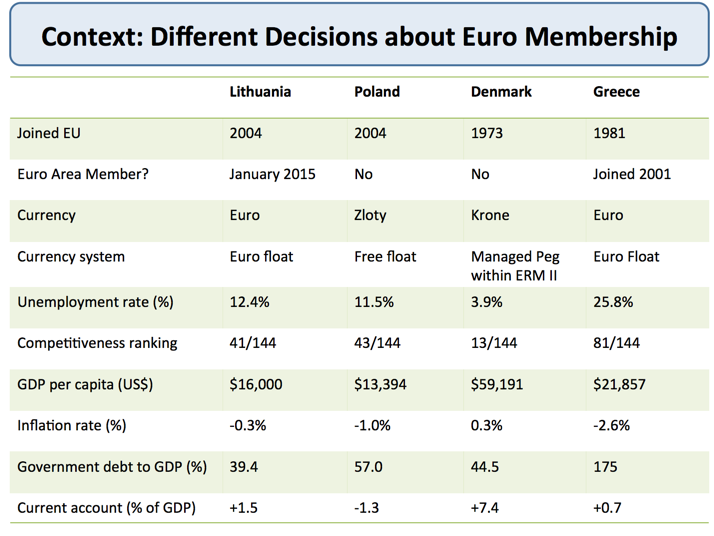 Context: Different Decisions about Euro Membership
Lithuania Poland Denmark Greece
Joined EU 2004 2004 1973 1981
Euro Area Member? January 2015 No No Joined 2001
Currency Euro Zloty Krone Euro
Currency system Euro float Free float Managed Peg within ERM II Euro Float
Unemployment rate (%) 12.4% 11.5% 3.9% 25.8%
Competitiveness ranking 41/144 43/144 13/144 81/144
GDP per capita (US$) $16,000 $13,394 $59,191 $21,857
Inflation rate (%) -0.3% -1.0% 0.3% -2.6%
Government debt to GDP (%) 39.4 57.0 44.5 175
Current account (% of GDP) +1.5 -1.3 +7.4 +0.7